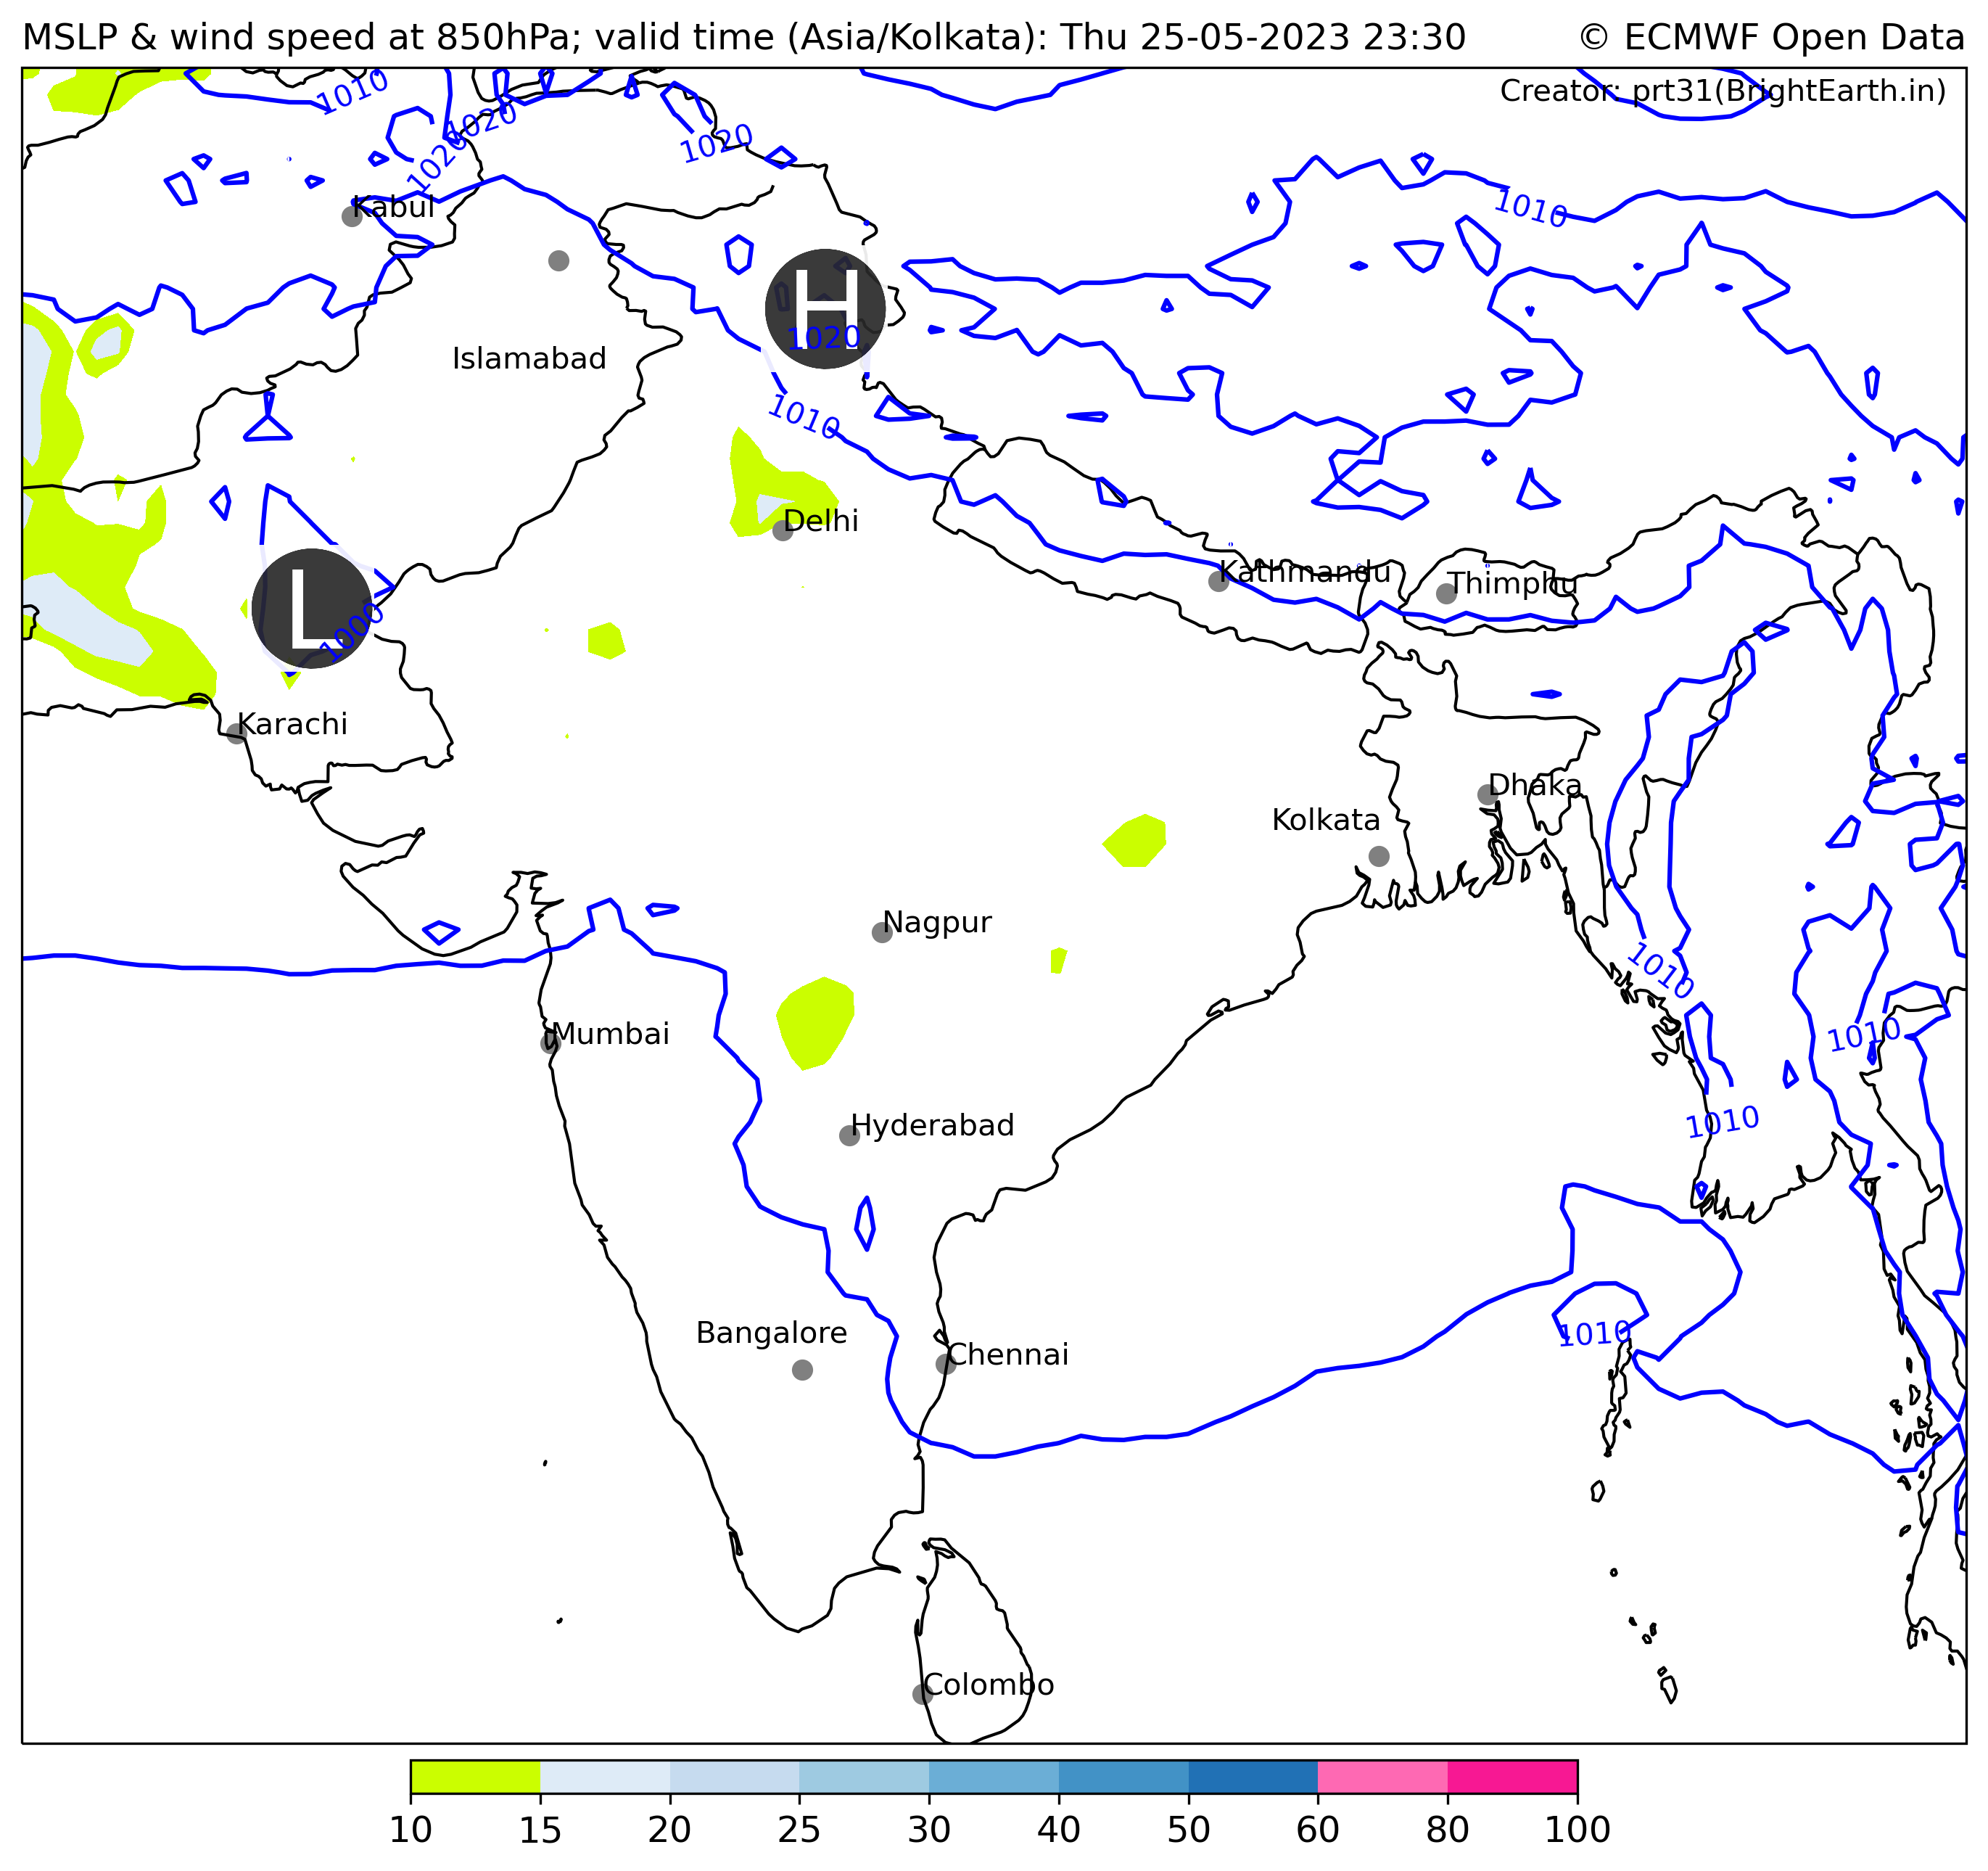 MSLP & wind speed at 850hPa; valid time (Asia/Kolkata): Thu 25-05-2023 23:30
© ECMWF Open Data
Creator: prt31(BrightEarth.in)
1010
1020
1020
1020
1010
Kabul
H
1020
Islamabad
1010
Delhi
Kathmandu
Thimphu
L
1000
Karachi
Dhaka
Kolkata
Nagpur
1010
Mumbai
1010
Hyderabad
1010
Bangalore
1010
Chennai
Colombo
10 15 20 25 30 40 50 60 80 100